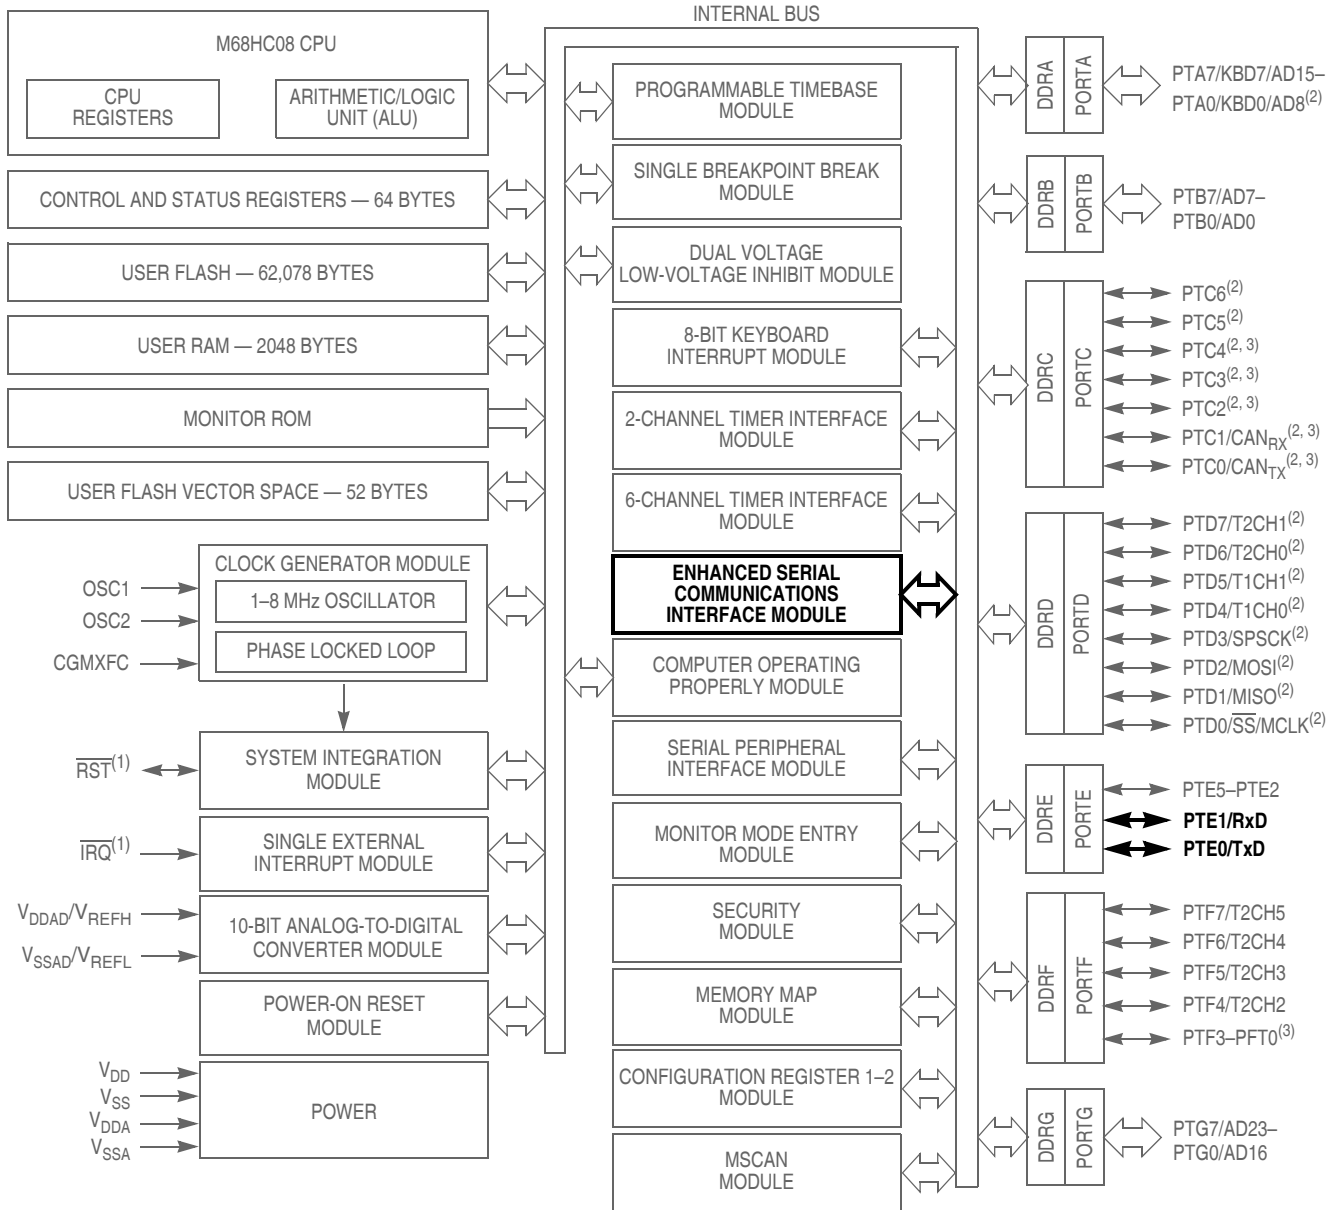 INTERNAL BUS
M68HC08 CPU
CPU
REGISTERS
ARITHMETIC/LOGIC
UNIT (ALU)
CONTROL AND STATUS REGISTERS — 64 BYTES
USER FLASH — 62,078 BYTES
USER RAM — 2048 BYTES
MONITOR ROM
USER FLASH VECTOR SPACE — 52 BYTES
CLOCK GENERATOR MODULE
1–8 MHz OSCILLATOR
PHASE LOCKED LOOP
OSC1
OSC2
CGMXFC
SYSTEM INTEGRATION
MODULE
RST(1)
SINGLE EXTERNAL
INTERRUPT MODULE
IRQ(1)
10-BIT ANALOG-TO-DIGITAL
CONVERTER MODULE
VDDAD/VREFH
VSSAD/VREFL
POWER-ON RESET
MODULE
POWER
VDD
VSS
VDDA
VSSA
PROGRAMMABLE TIMEBASE
MODULE
SINGLE BREAKPOINT BREAK
MODULE
DUAL VOLTAGE
LOW-VOLTAGE INHIBIT MODULE
8-BIT KEYBOARD
INTERRUPT MODULE
2-CHANNEL TIMER INTERFACE
MODULE
6-CHANNEL TIMER INTERFACE
MODULE
ENHANCED SERIAL
COMMUNICATIONS
INTERFACE MODULE
COMPUTER OPERATING
PROPERLY MODULE
SERIAL PERIPHERAL
INTERFACE MODULE
MONITOR MODE ENTRY
MODULE
SECURITY
MODULE
MEMORY MAP
MODULE
CONFIGURATION REGISTER 1–2
MODULE
MSCAN
MODULE
DDRA
PORTA
PTA7/KBD7/AD15–
PTA0/KBD0/AD8(2)
DDRB
PORTB
PTB7/AD7–
PTB0/AD0
DDRC
PORTC
PTC6(2)
PTC5(2)
PTC4(2, 3)
PTC3(2, 3)
PTC2(2, 3)
PTC1/CANRX(2, 3)
PTC0/CANTX(2, 3)
DDRD
PORTD
PTD7/T2CH1(2)
PTD6/T2CH0(2)
PTD5/T1CH1(2)
PTD4/T1CH0(2)
PTD3/SPSCK(2)
PTD2/MOSI(2)
PTD1/MISO(2)
PTD0/SS/MCLK(2)
DDRE
PORTE
PTE5–PTE2
PTE1/RxD
PTE0/TxD
DDRF
PORTF
PTF7/T2CH5
PTF6/T2CH4
PTF5/T2CH3
PTF4/T2CH2
PTF3–PFT0(3)
DDRG
PORTG
PTG7/AD23–
PTG0/AD16